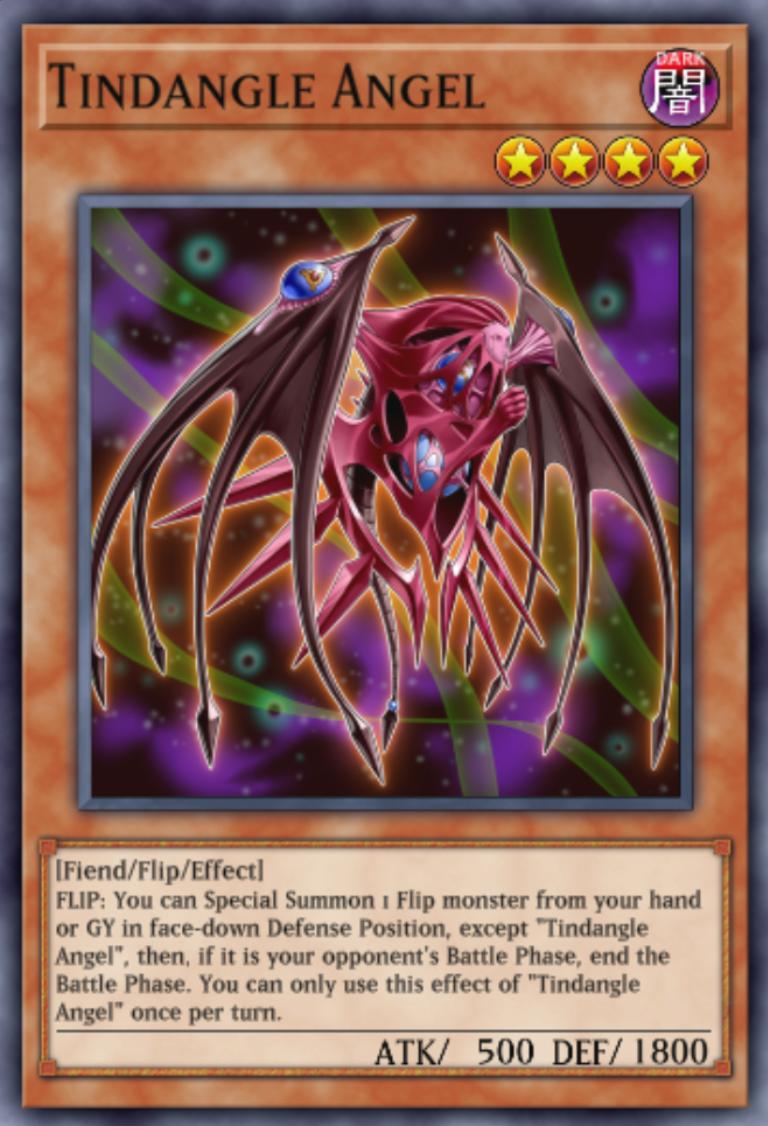 TINDANGLE ANGEL
DARK
闇
[Fiend/Flip/Effect]
FLIP: You can Special Summon 1 Flip monster from your hand
or GY in face-down Defense Position, except "Tindangle
Angel", then, if it is your opponent's Battle Phase, end the
Battle Phase. You can only use this effect of "Tindangle
Angel" once per turn.
ATK/ 500 DEF/ 1800